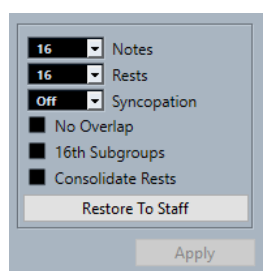 16 Notes
16 Rests
Off Syncopation
No Overlap
16th Subgroups
Consolidate Rests
Restore To Staff
Apply